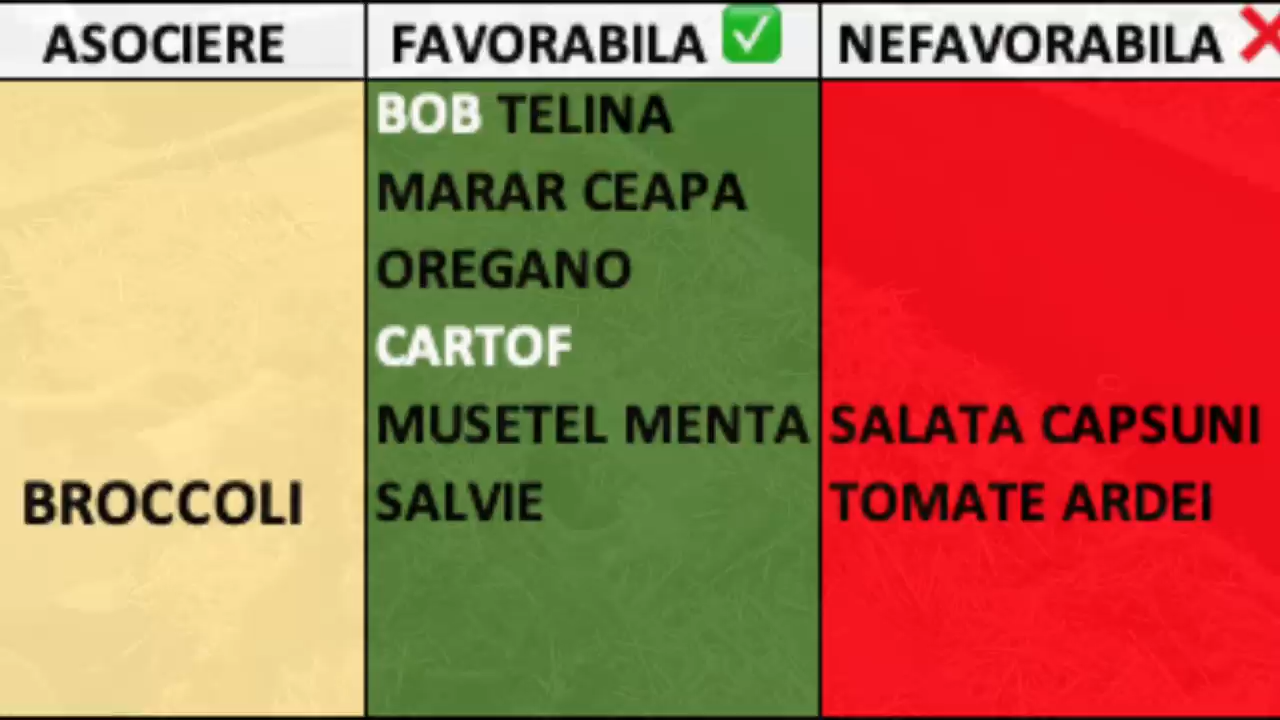 ASOCIERE FAVORABILA NEFAVORABILA
BOB TELINA
MARAR CEAPA
OREGANO
CARTOF
MUSETEL MENTA SALATA CAPSUNI
BROCCOLI SALVIE TOMATE ARDEI